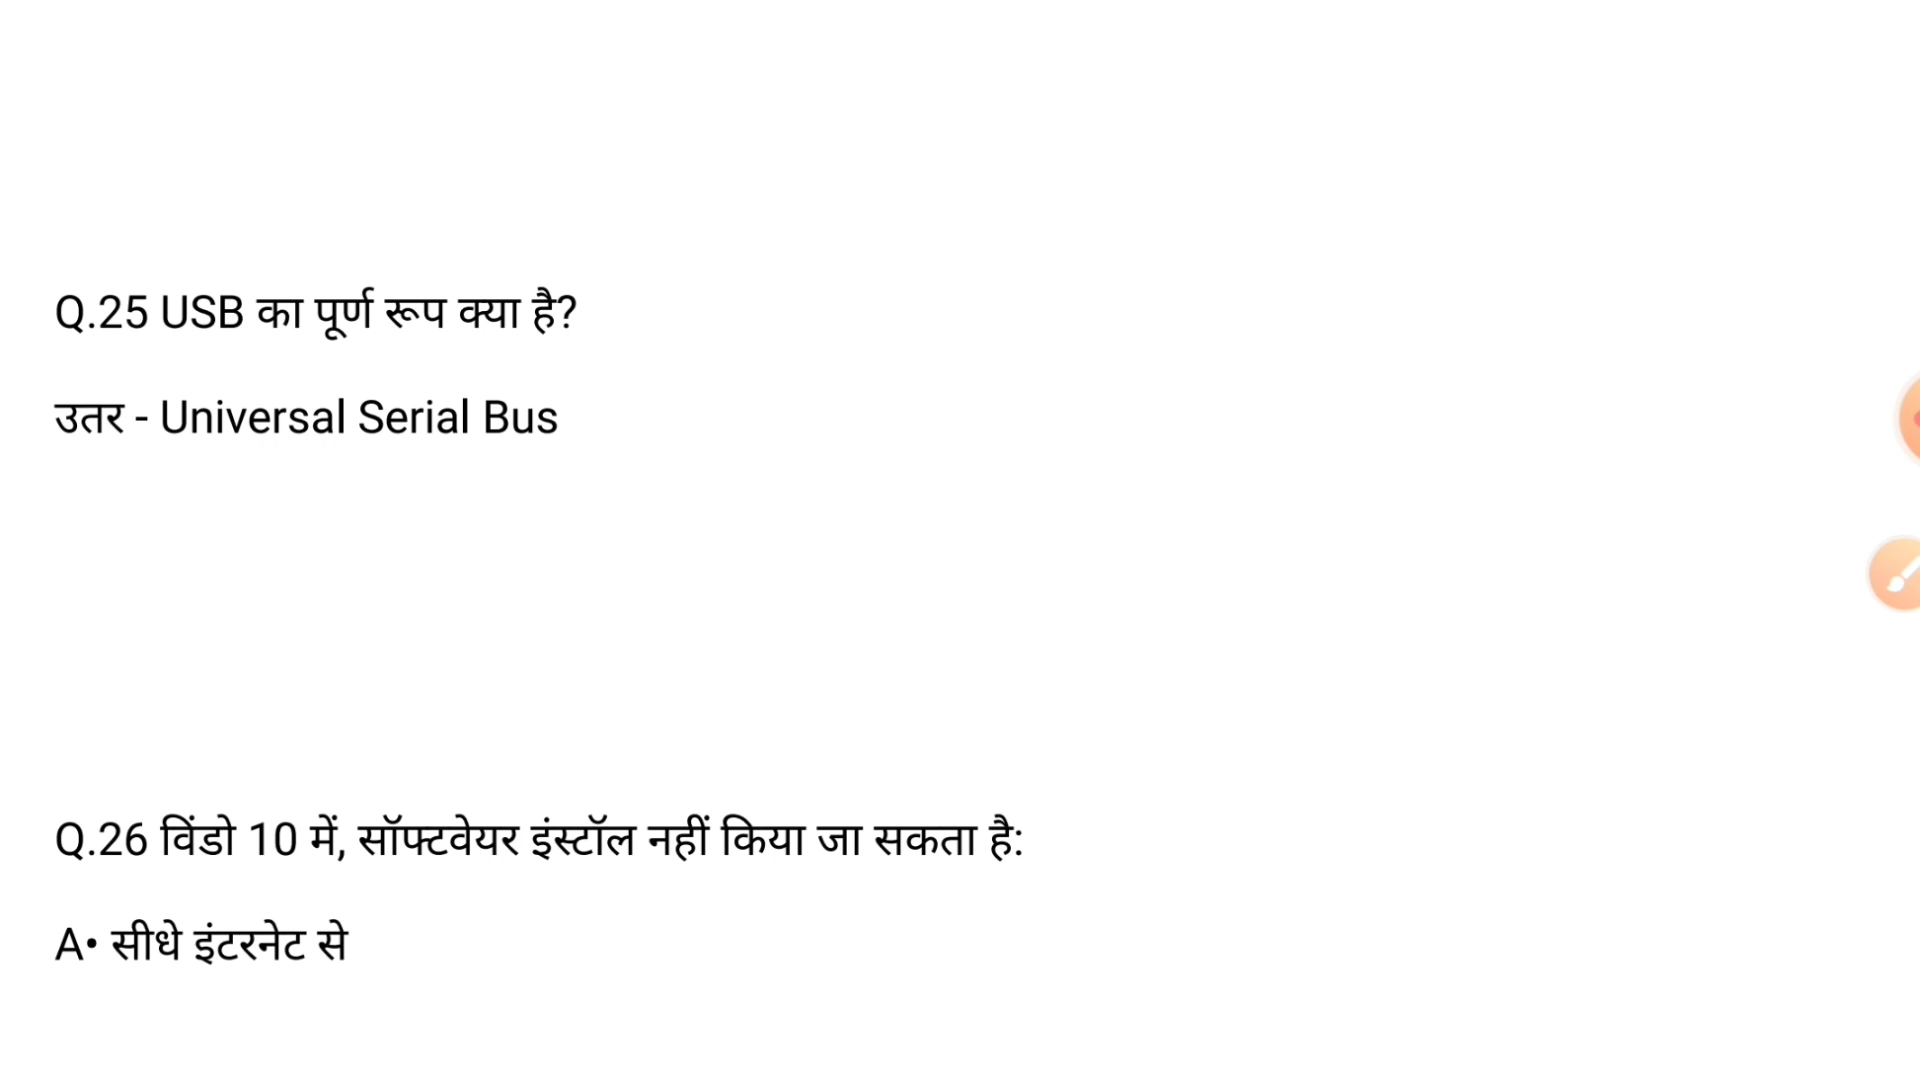 Q.25 USB का पूर्ण रूप क्या है?
उतर - Universal Serial Bus
Q.26 विंडो 10 में, सॉफ्टवेयर इंस्टॉल नहीं किया जा सकता है:
A• सीधे इंटरनेट से